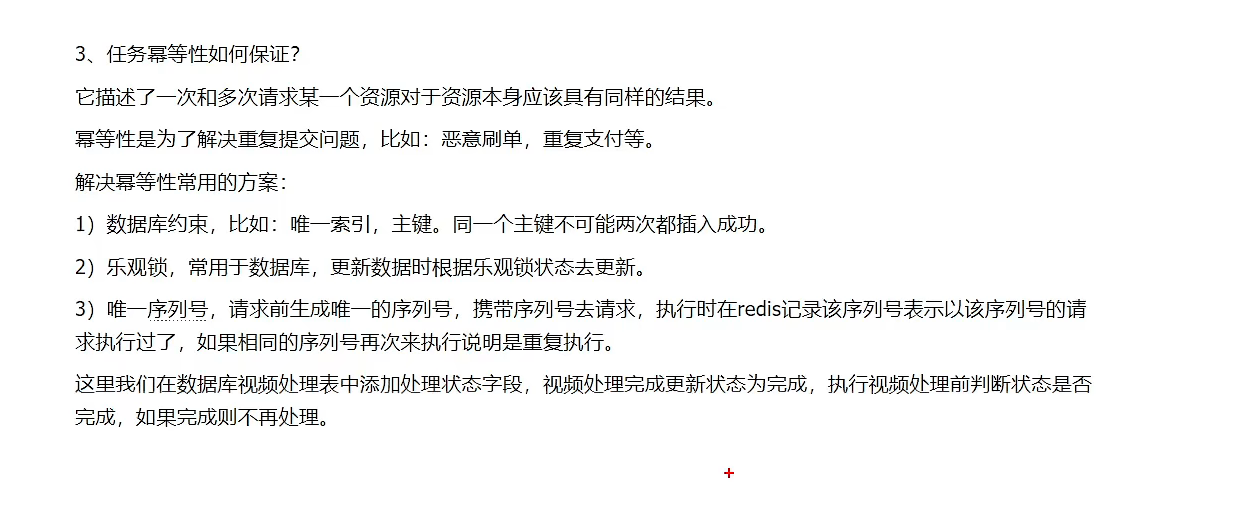 3、任务幂等性如何保证？
它描述了一次和多次请求某一个资源对于资源本身应该具有同样的结果。
幂等性是为了解决重复提交问题，比如：恶意刷单，重复支付等。
解决幂等性常用的方案：
1）数据库约束，比如：唯一索引，主键。同一个主键不可能两次都插入成功。
2）乐观锁，常用于数据库，更新数据时根据乐观锁状态去更新。
3）唯一序列号，请求前生成唯一的序列号，携带序列号去请求，执行时在redis记录该序列号表示以该序列号的请
求执行过了，如果相同的序列号再次来执行说明是重复执行。
这里我们在数据库视频处理表中添加处理状态字段，视频处理完成更新状态为完成，执行视频处理前判断状态是否
完成，如果完成则不再处理。